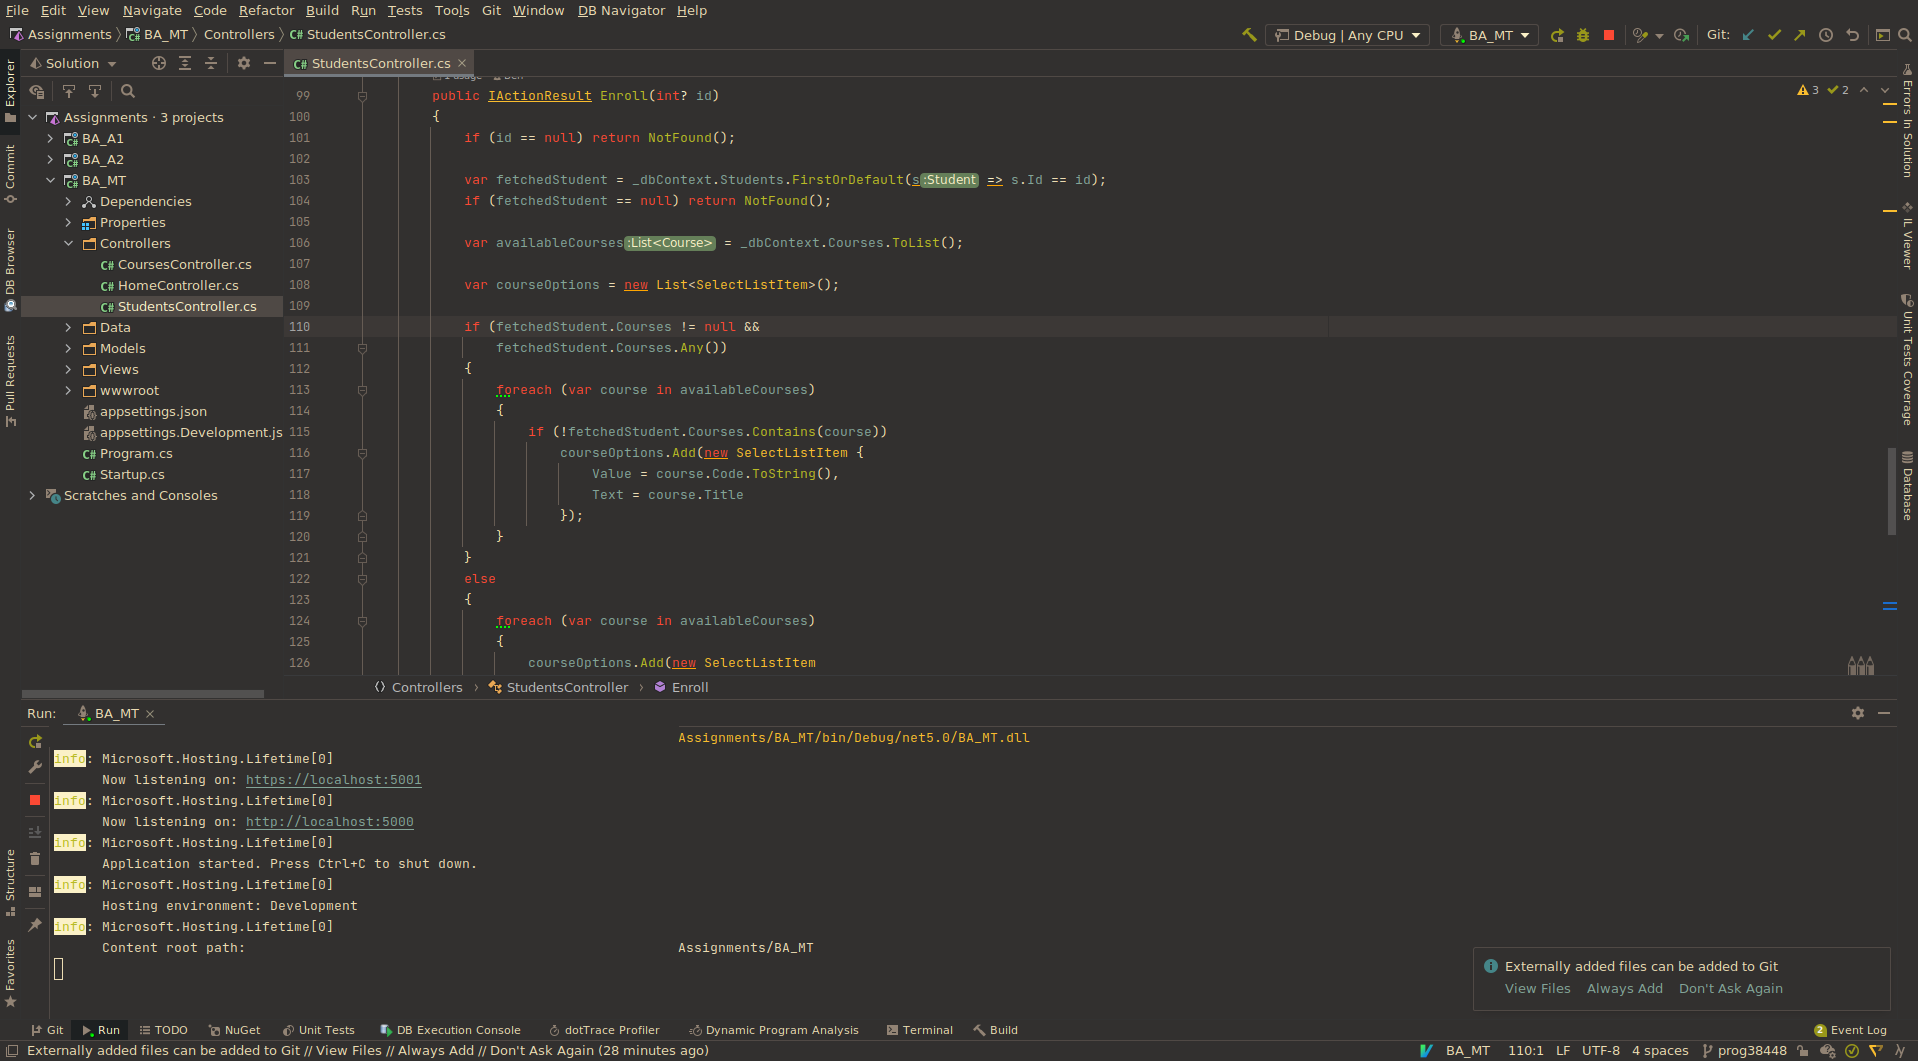 File Edit View Navigate Code Refactor Build Run Tests Tools Git Window DB Navigator Help
Assignments BA_MT Controllers C# StudentsController.cs Debug | Any CPU BA_MT Git:
Solution
C# StudentsController.cs
Assignments · 3 projects
BA_A1
BA_A2
BA_MT
Dependencies
Properties
Controllers
C# CoursesController.cs
C# HomeController.cs
C# StudentsController.cs
Data
Models
Views
wwwroot
appsettings.json
appsettings.Development.js
C# Program.cs
C# Startup.cs
Scratches and Consoles
Explorer
Commit
DB Browser
Pull Requests
Structure
Favorites
3 2
99 public IActionResult Enroll(int? id)
100 {
101 if (id == null) return NotFound();
102
103 var fetchedStudent = _dbContext.Students.FirstOrDefault(s:Student => s.Id == id);
104 if (fetchedStudent == null) return NotFound();
105
106 var availableCourses:List<Course> = _dbContext.Courses.ToList();
107
108 var courseOptions = new List<SelectListItem>();
109
110 if (fetchedStudent.Courses != null &&
111 fetchedStudent.Courses.Any())
112 {
113 foreach (var course in availableCourses)
114 {
115 if (!fetchedStudent.Courses.Contains(course))
116 courseOptions.Add(new SelectListItem {
117 Value = course.Code.ToString(),
118 Text = course.Title
119 });
120 }
121 }
122 else
123 {
124 foreach (var course in availableCourses)
125 {
126 courseOptions.Add(new SelectListItem
Errors In Solution
IL Viewer
Unit Tests Coverage
Database
Controllers › StudentsController › Enroll
Run: BA_MT
Assignments/BA_MT/bin/Debug/net5.0/BA_MT.dll
info: Microsoft.Hosting.Lifetime[0]
Now listening on: https://localhost:5001
info: Microsoft.Hosting.Lifetime[0]
Now listening on: http://localhost:5000
info: Microsoft.Hosting.Lifetime[0]
Application started. Press Ctrl+C to shut down.
info: Microsoft.Hosting.Lifetime[0]
Hosting environment: Development
info: Microsoft.Hosting.Lifetime[0]
Content root path: Assignments/BA_MT
Externally added files can be added to Git
View Files Always Add Don't Ask Again
Git Run TODO NuGet Unit Tests DB Execution Console dotTrace Profiler Dynamic Program Analysis Terminal Build 2 Event Log
Externally added files can be added to Git // View Files // Always Add // Don't Ask Again (28 minutes ago) BA_MT 110:1 LF UTF-8 4 spaces prog38448